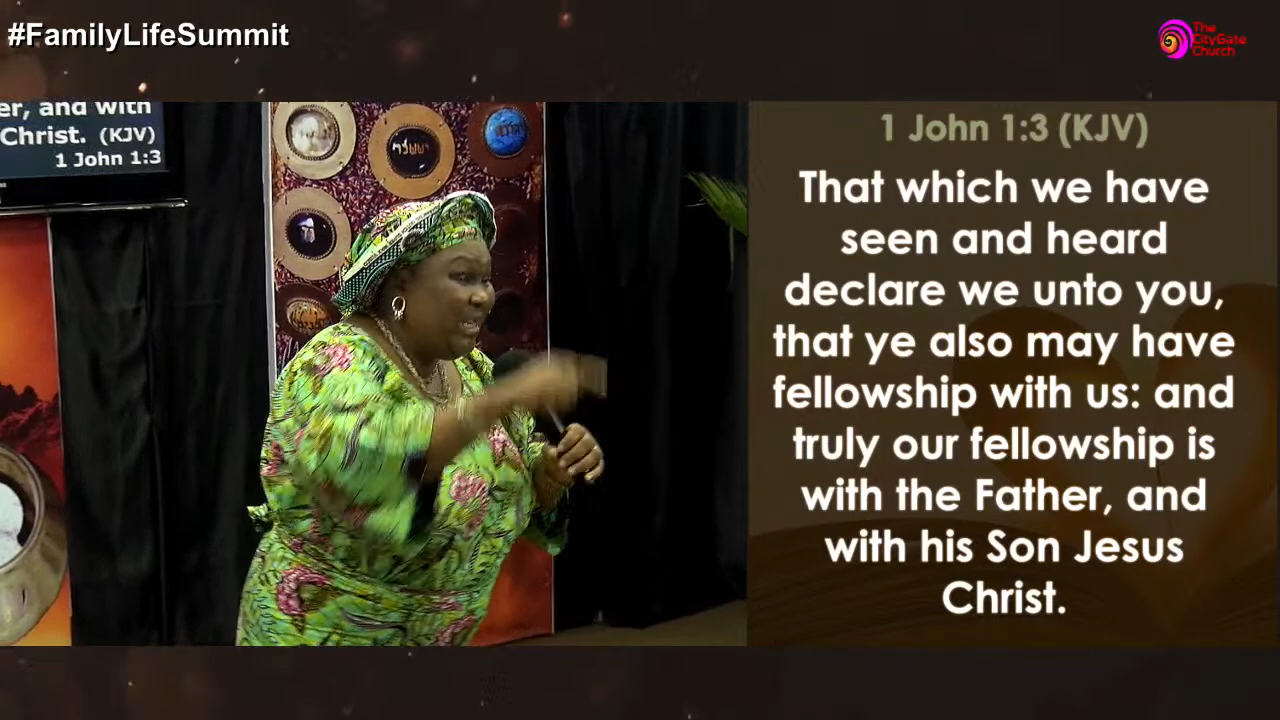 #FamilyLifeSummit
The
CityGate
Church
er, and with
Christ. (KJV)
1 John 1:3
1 John 1:3 (KJV)
That which we have
seen and heard
declare we unto you,
that ye also may have
fellowship with us: and
truly our fellowship is
with the Father, and
with his Son Jesus
Christ.